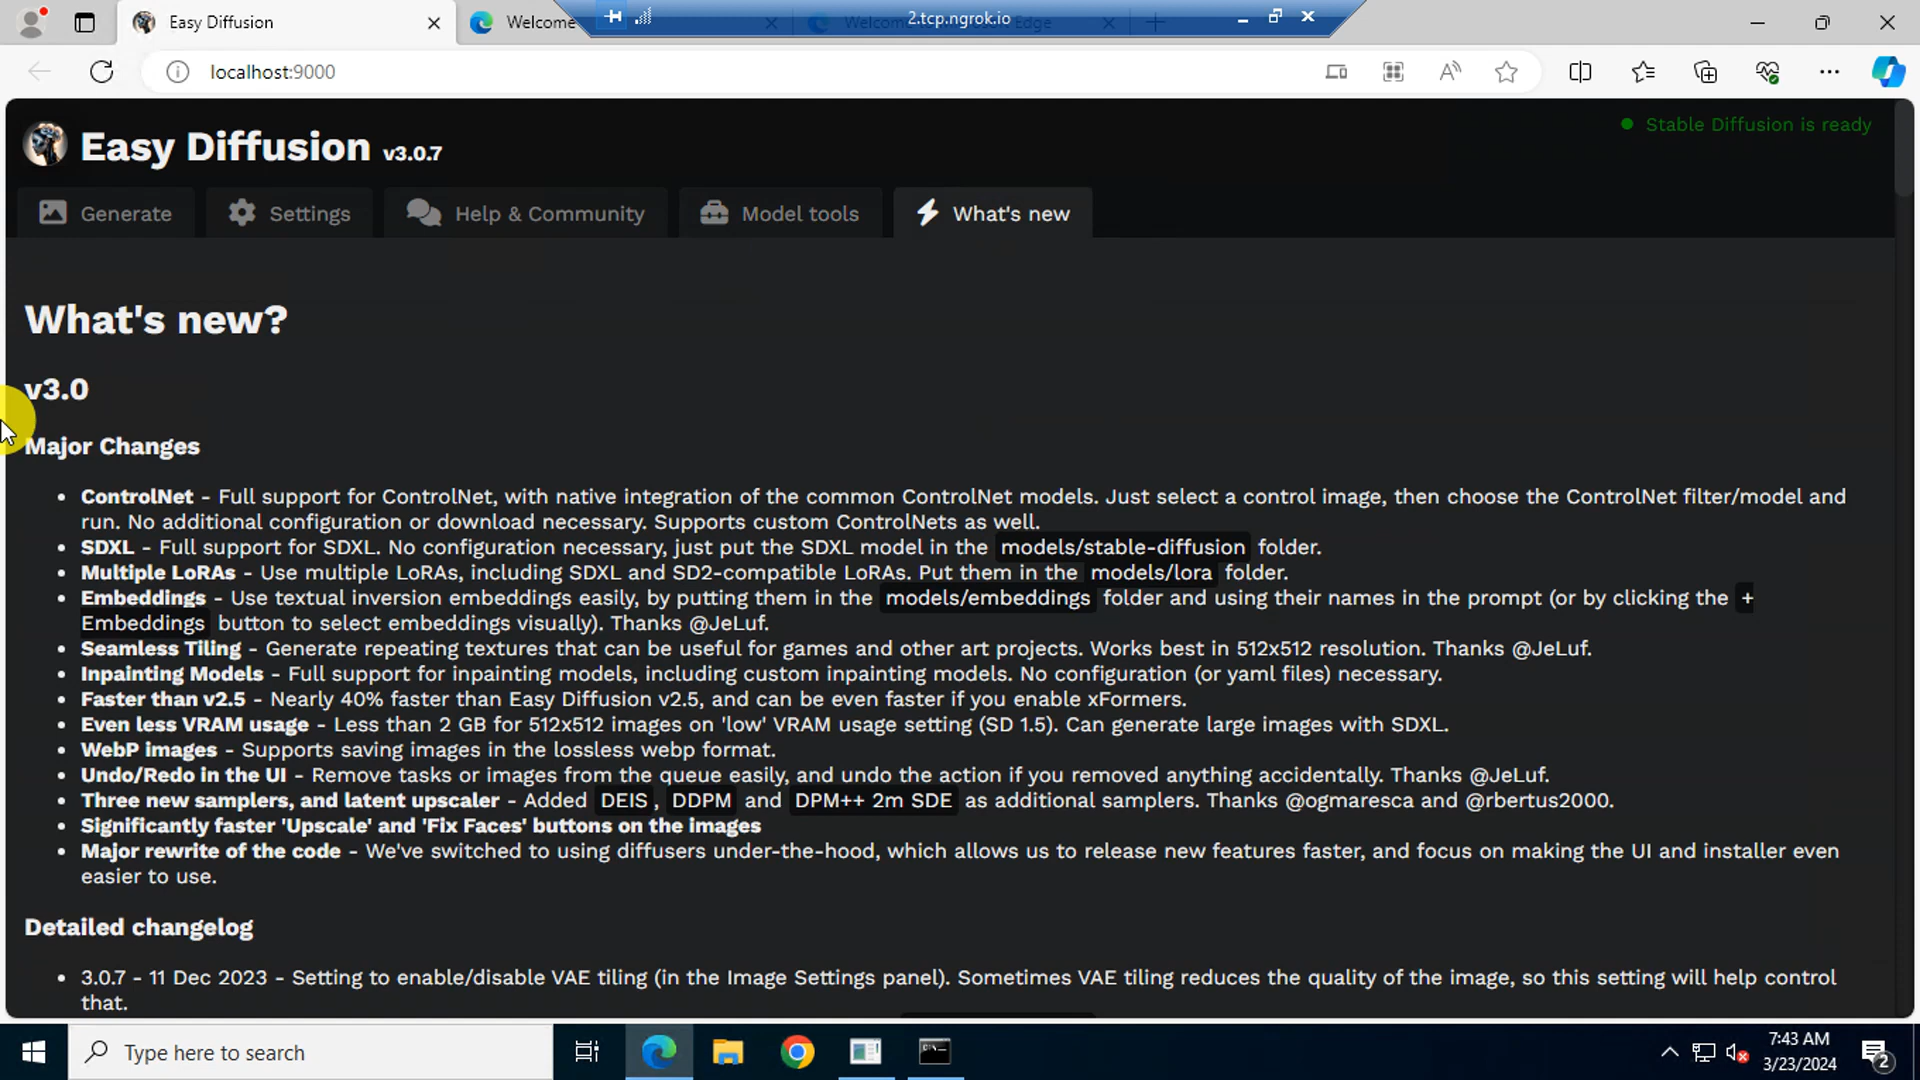 Easy Diffusion
Welcome
2.tcp.ngrok.io
localhost:9000
Easy Diffusion v3.0.7
Stable Diffusion is ready
Generate
Settings
Help & Community
Model tools
What's new
What's new?
v3.0
Major Changes
• ControlNet - Full support for ControlNet, with native integration of the common ControlNet models. Just select a control image, then choose the ControlNet filter/model and
run. No additional configuration or download necessary. Supports custom ControlNets as well.
• SDXL - Full support for SDXL. No configuration necessary, just put the SDXL model in the models/stable-diffusion folder.
• Multiple LoRAs - Use multiple LoRAs, including SDXL and SD2-compatible LoRAs. Put them in the models/lora folder.
• Embeddings - Use textual inversion embeddings easily, by putting them in the models/embeddings folder and using their names in the prompt (or by clicking the +
Embeddings button to select embeddings visually). Thanks @JeLuf.
• Seamless Tiling - Generate repeating textures that can be useful for games and other art projects. Works best in 512x512 resolution. Thanks @JeLuf.
• Inpainting Models - Full support for inpainting models, including custom inpainting models. No configuration (or yaml files) necessary.
• Faster than v2.5 - Nearly 40% faster than Easy Diffusion v2.5, and can be even faster if you enable xFormers.
• Even less VRAM usage - Less than 2 GB for 512x512 images on 'low' VRAM usage setting (SD 1.5). Can generate large images with SDXL.
• WebP images - Supports saving images in the lossless webp format.
• Undo/Redo in the UI - Remove tasks or images from the queue easily, and undo the action if you removed anything accidentally. Thanks @JeLuf.
• Three new samplers, and latent upscaler - Added DEIS, DDPM and DPM++ 2m SDE as additional samplers. Thanks @ogmaresca and @rbertus2000.
• Significantly faster 'Upscale' and 'Fix Faces' buttons on the images
• Major rewrite of the code - We've switched to using diffusers under-the-hood, which allows us to release new features faster, and focus on making the UI and installer even
easier to use.
Detailed changelog
• 3.0.7 - 11 Dec 2023 - Setting to enable/disable VAE tiling (in the Image Settings panel). Sometimes VAE tiling reduces the quality of the image, so this setting will help control
that.
Type here to search
7:43 AM
3/23/2024
2